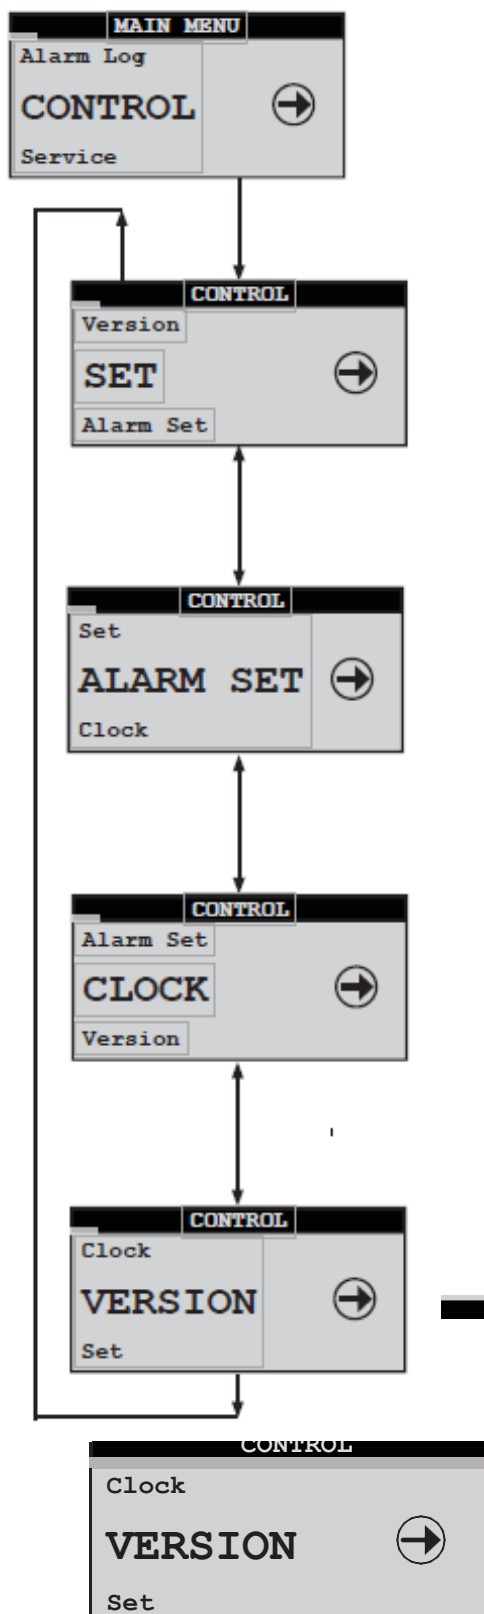 MAIN MENU
Alarm Log
CONTROL
Service
CONTROL
Version
SET
Alarm Set
CONTROL
Set
ALARM SET
Clock
CONTROL
Alarm Set
CLOCK
Version
CONTROL
Clock
VERSION
Set
CONTROL
Clock
VERSION
Set